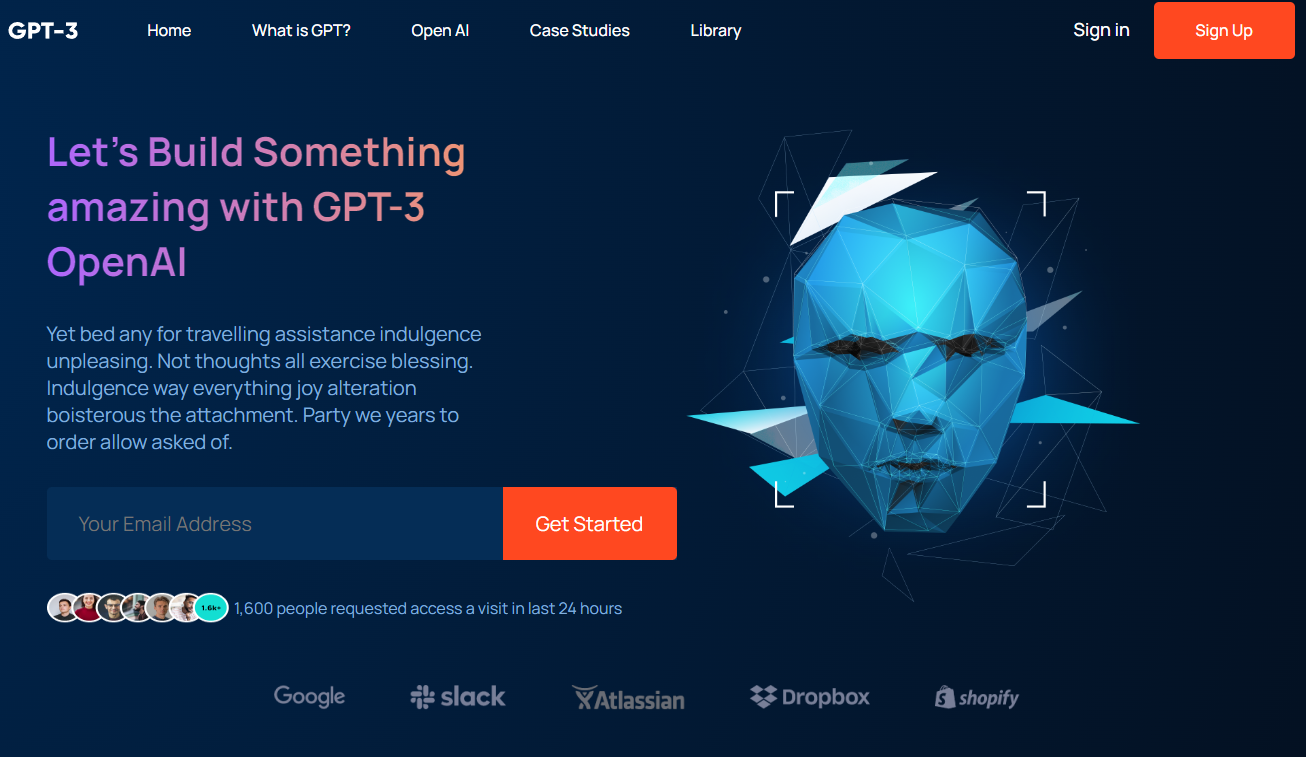 GPT-3
Home
What is GPT?
Open AI
Case Studies
Library
Sign in
Sign Up
Let's Build Something
amazing with GPT-3
OpenAI
Yet bed any for travelling assistance indulgence
unpleasing. Not thoughts all exercise blessing.
Indulgence way everything joy alteration
boisterous the attachment. Party we years to
order allow asked of.
Your Email Address
Get Started
1.6k+
1,600 people requested access a visit in last 24 hours
Google
slack
Atlassian
Dropbox
shopify